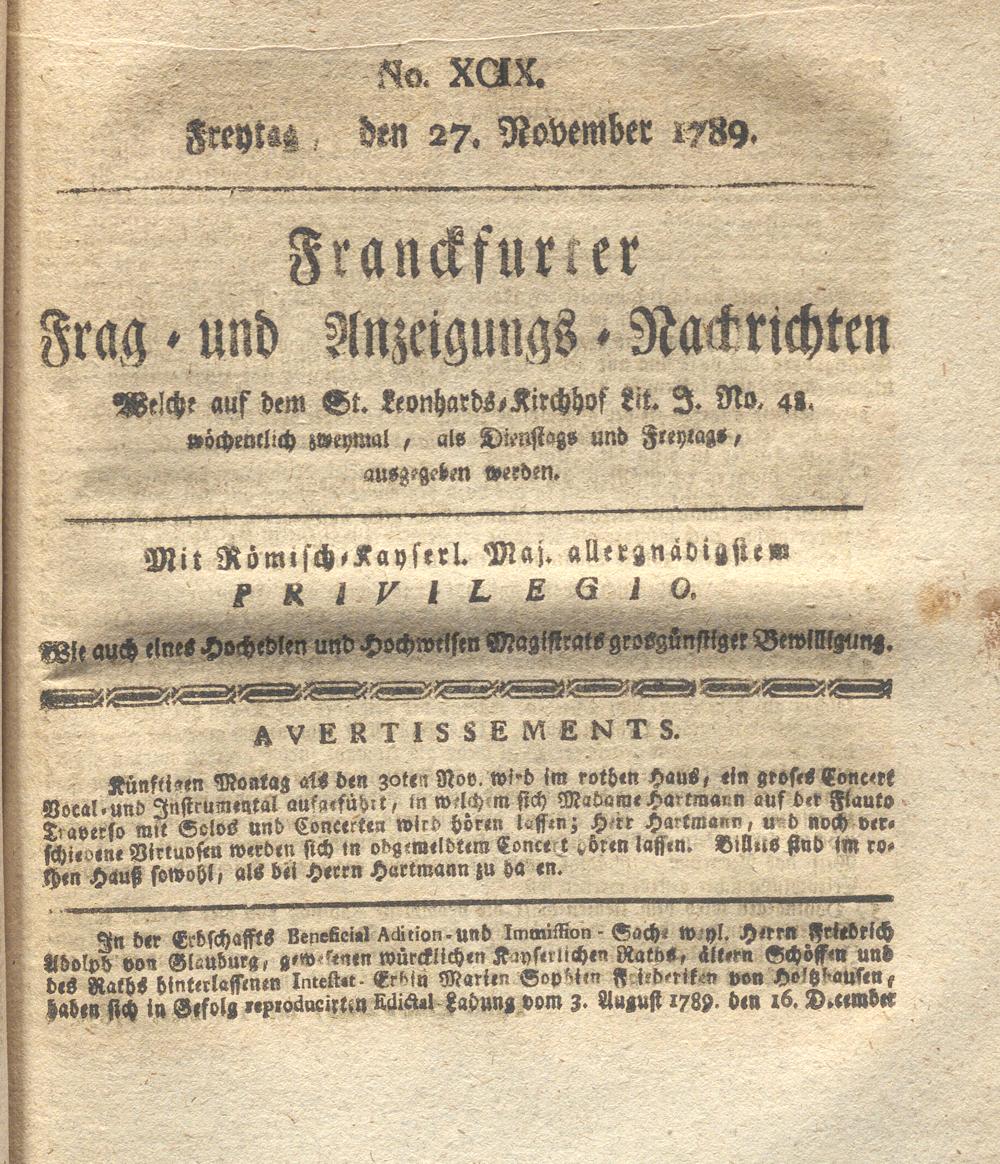 No. XCIX.
Freytag, den 27. November 1789.
Franckfurter
Frag- und Anzeigungs-Nachrichten
Welche auf dem St. Leonhards-Kirchhof Lit. J. No. 48.
wöchentlich zweymal, als Dienstags und Freytags,
ausgegeben werden.
Mit Römisch-Kayserl. Maj. allergnädigstem
PRIVILEGIO.
Wie auch eines Hochedlen und Hochweisen Magistrats grosgünstiger Bewilligung.
AVERTISSEMENTS.
Künftigen Montag als den 30ten Nov. wird im rothen Haus, ein groses Concert
Vocal- und Instrumental aufgeführt, in welchem sich Madame Hartmann auf der Flauto
Traverso mit Solos und Concerten wird hören lassen; Herr Hartmann, und noch ver-
schiedene Virtuosen werden sich in obgemeldtem Concert hören lassen. Billets sind im ro-
then Hauß sowohl, als bei Herrn Hartmann zu haben.
In der Erbschaffts Beneficial Adition- und Immission-Sache weyl. Herrn Friedrich
Adolph von Glauburg, gewesenen würcklichen Kayserlichen Raths, ältern Schöffen und
des Raths hinterlassenen Intestat-Erbin Marien Sophien Friederiken von Holtzhausen,
haben sich in Gefolg reproducirten Edictal-Ladung vom 3. August 1789. den 16. December